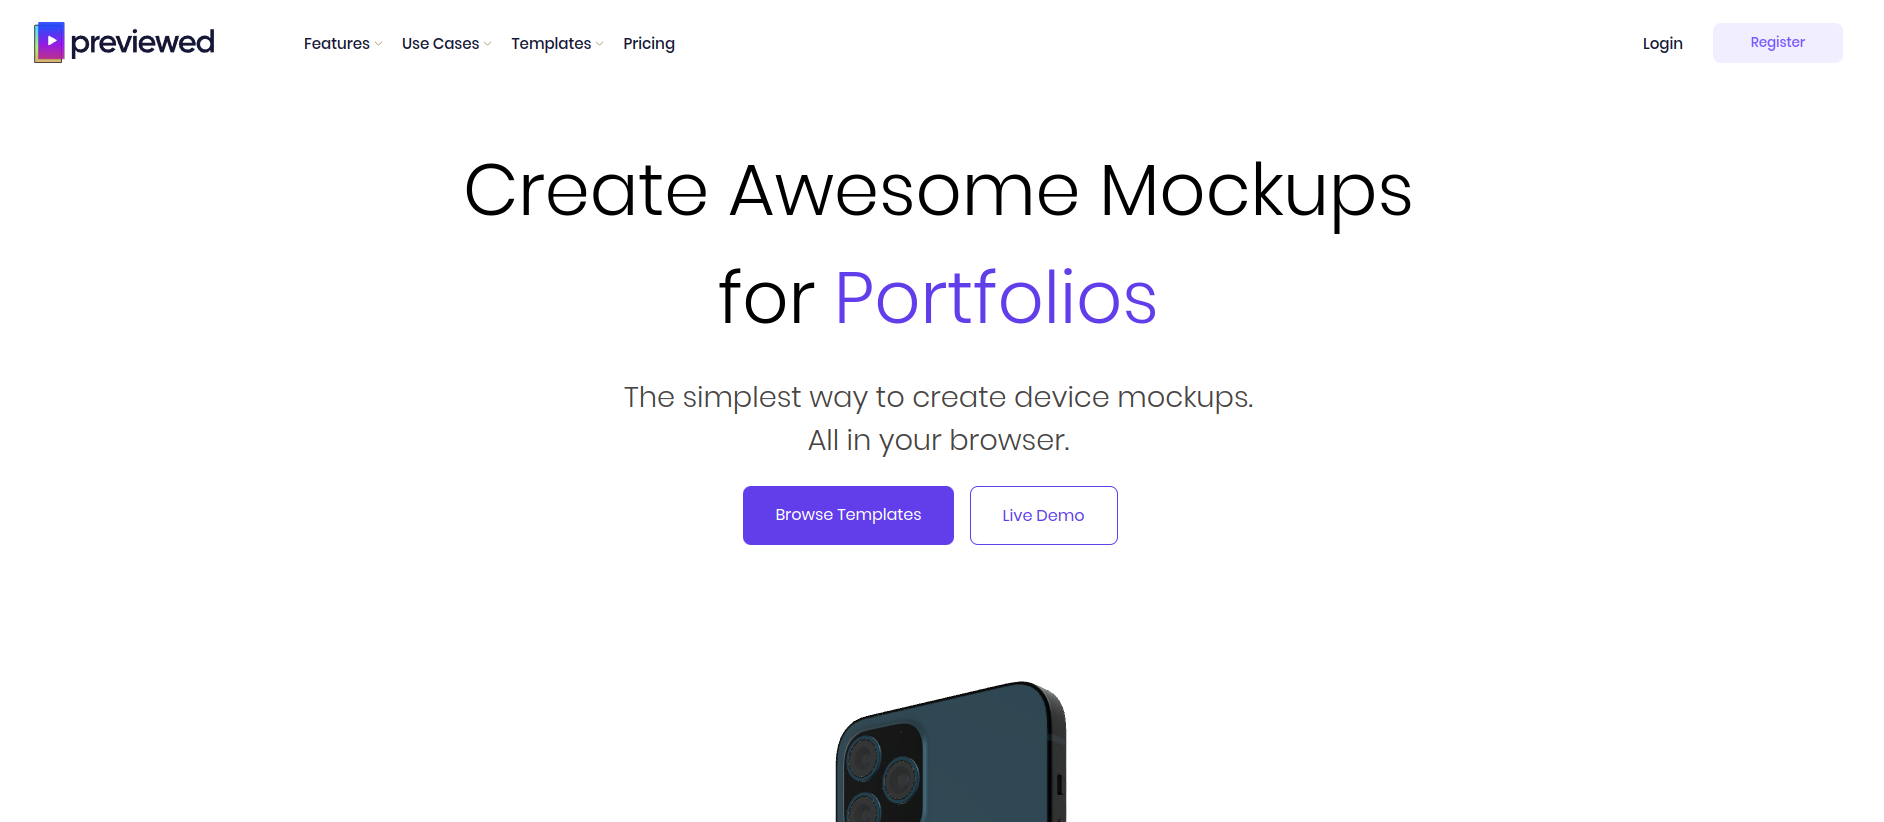 previewed
Features Use Cases Templates Pricing
Login
Register
Create Awesome Mockups
for Portfolios
The simplest way to create device mockups.
All in your browser.
Browse Templates
Live Demo